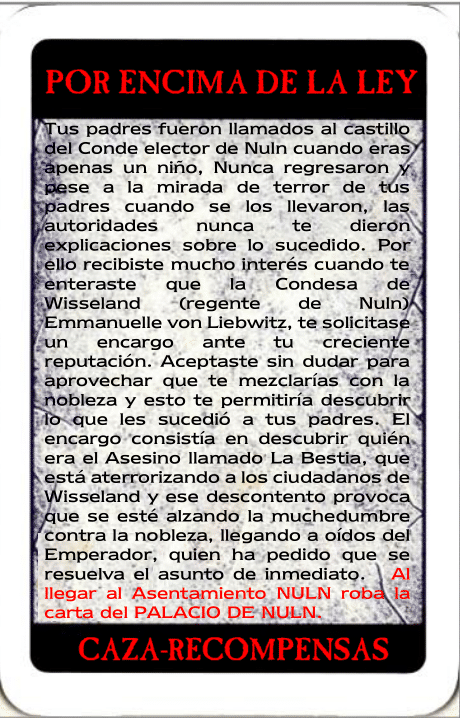 POR ENCIMA DE LA LEY
Tus padres fueron llamados al castillo
del Conde elector de Nuln cuando eras
apenas un niño, Nunca regresaron y
pese a la mirada de terror de tus
padres cuando se los llevaron, las
autoridades nunca te dieron
explicaciones sobre lo sucedido. Por
ello recibiste mucho interés cuando te
enteraste que la Condesa de
Wisseland (regente de Nuln)
Emmanuelle von Liebwitz, te solicitase
un encargo ante tu creciente
reputación. Aceptaste sin dudar para
aprovechar que te mezclarías con la
nobleza y esto te permitiría descubrir
lo que les sucedió a tus padres. El
encargo consistía en descubrir quién
era el Asesino llamado La Bestia, que
está aterrorizando a los ciudadanos de
Wisseland y ese descontento provoca
que se esté alzando la muchedumbre
contra la nobleza, llegando a oídos del
Emperador, quien ha pedido que se
resuelva el asunto de inmediato. Al
llegar al Asentamiento NULN roba la
carta del PALACIO DE NULN.
CAZA-RECOMPENSAS